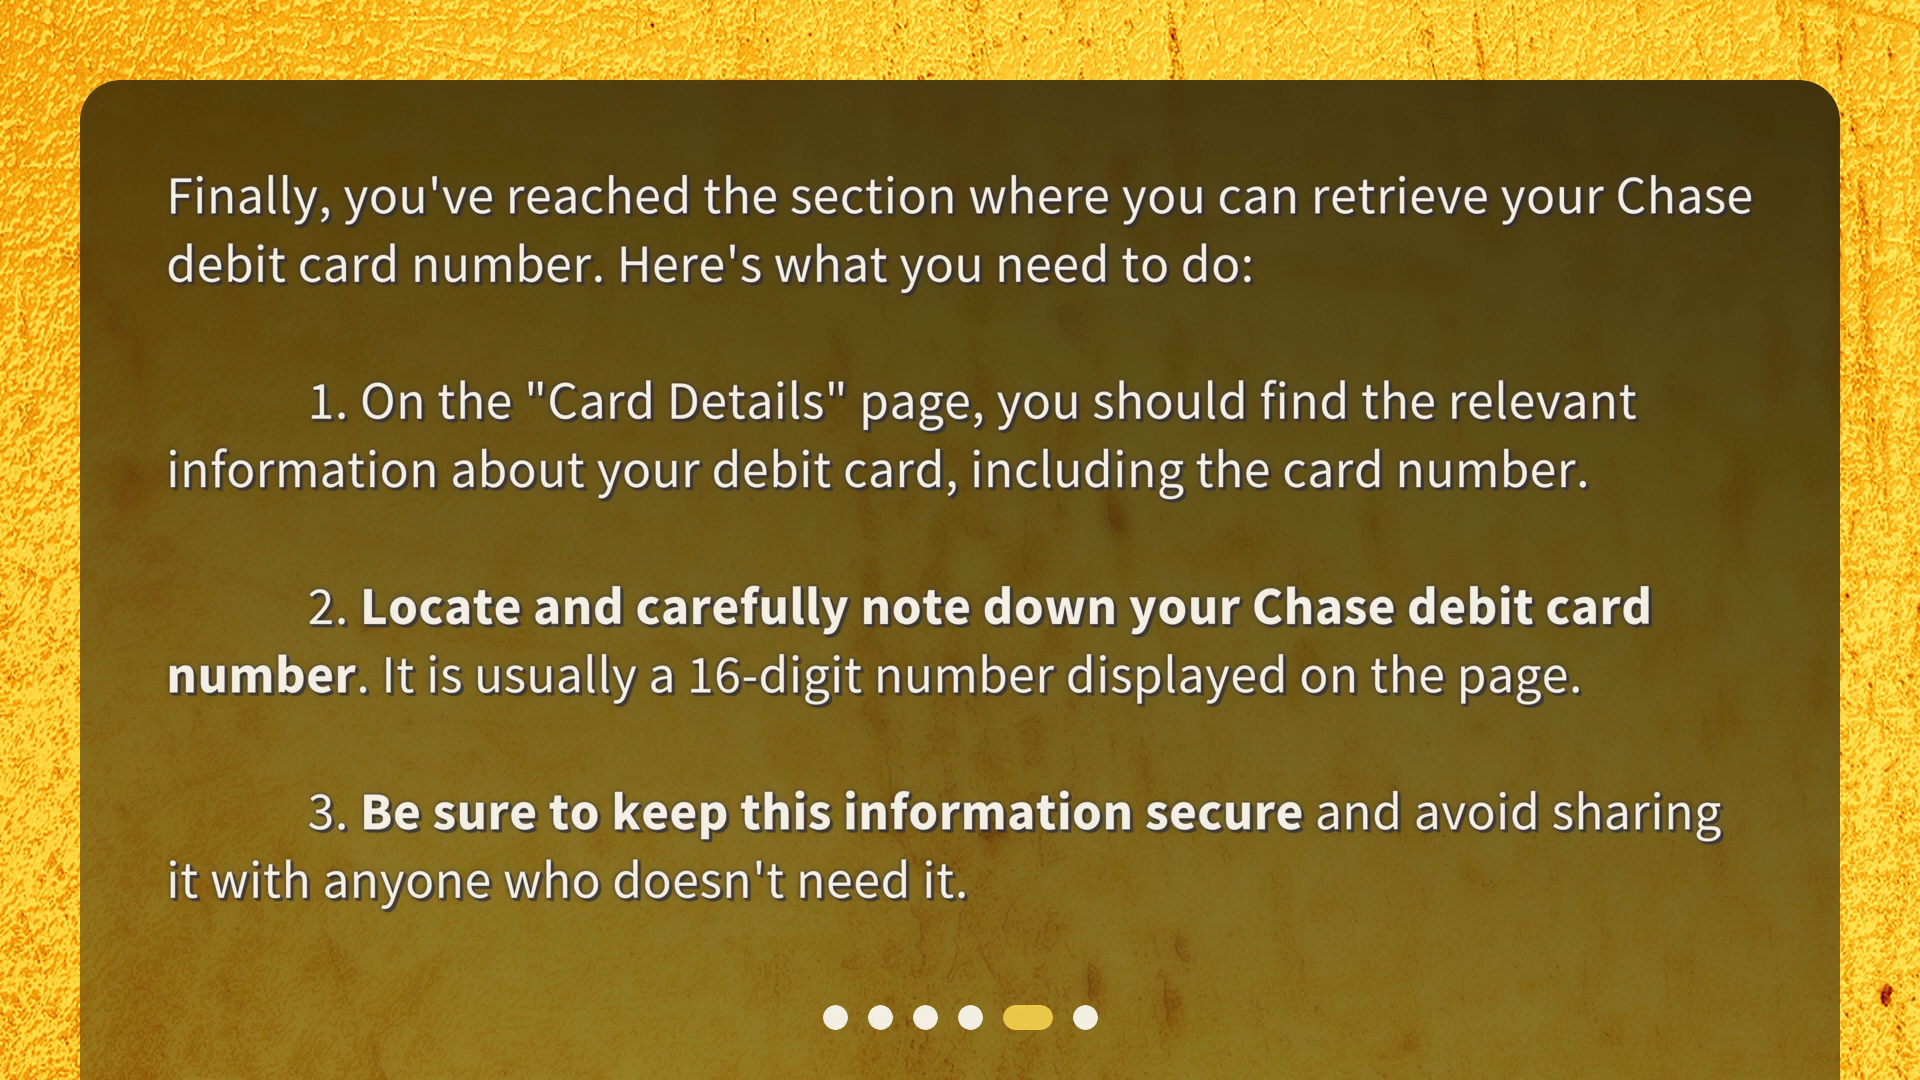 Finally, you've reached the section where you can retrieve your Chase
debit card number. Here's what you need to do:
1. On the "Card Details" page, you should find the relevant
information about your debit card, including the card number.
2. Locate and carefully note down your Chase debit card
number. It is usually a 16-digit number displayed on the page.
3. Be sure to keep this information secure and avoid sharing
it with anyone who doesn't need it.